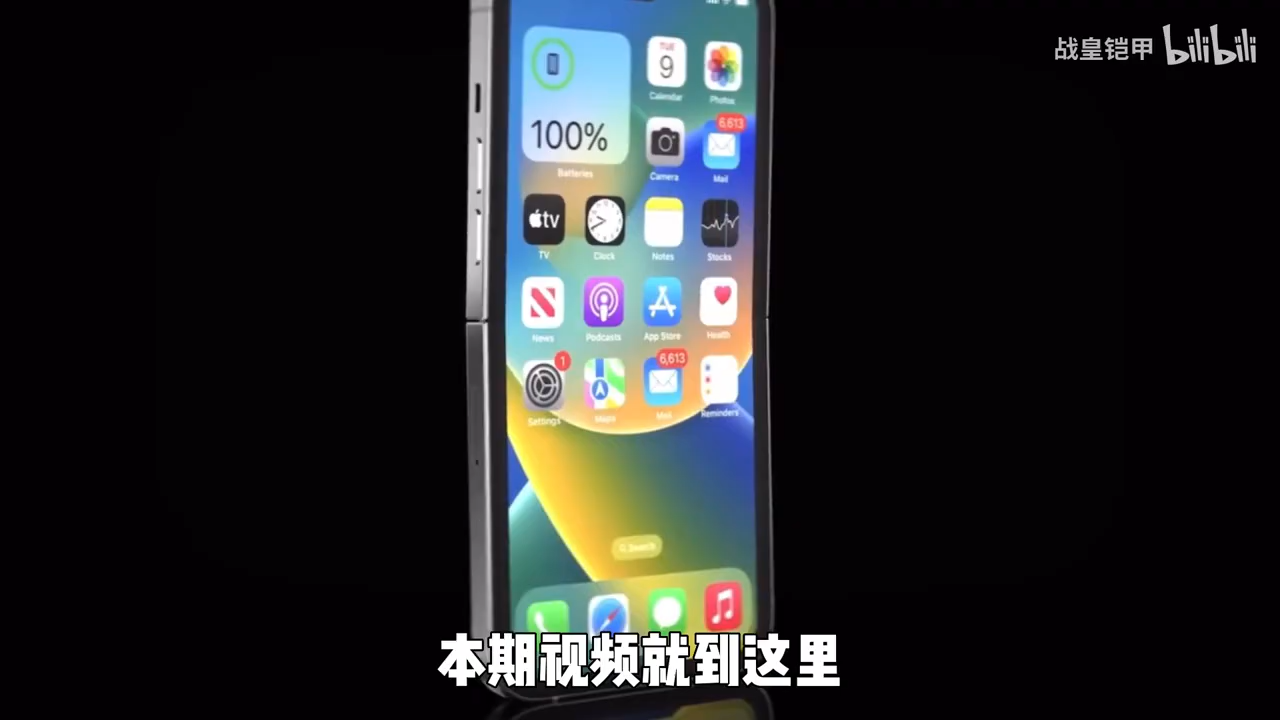 战皇铠甲 bilibili
TUE
9
Calendar
Photos
100%
Batteries
Camera
6,613
Mail
tv
TV
Clock
Notes
Stocks
News
Podcasts
App Store
Health
1
Settings
Maps
6,613
Mail
Reminders
Search
本期视频就到这里